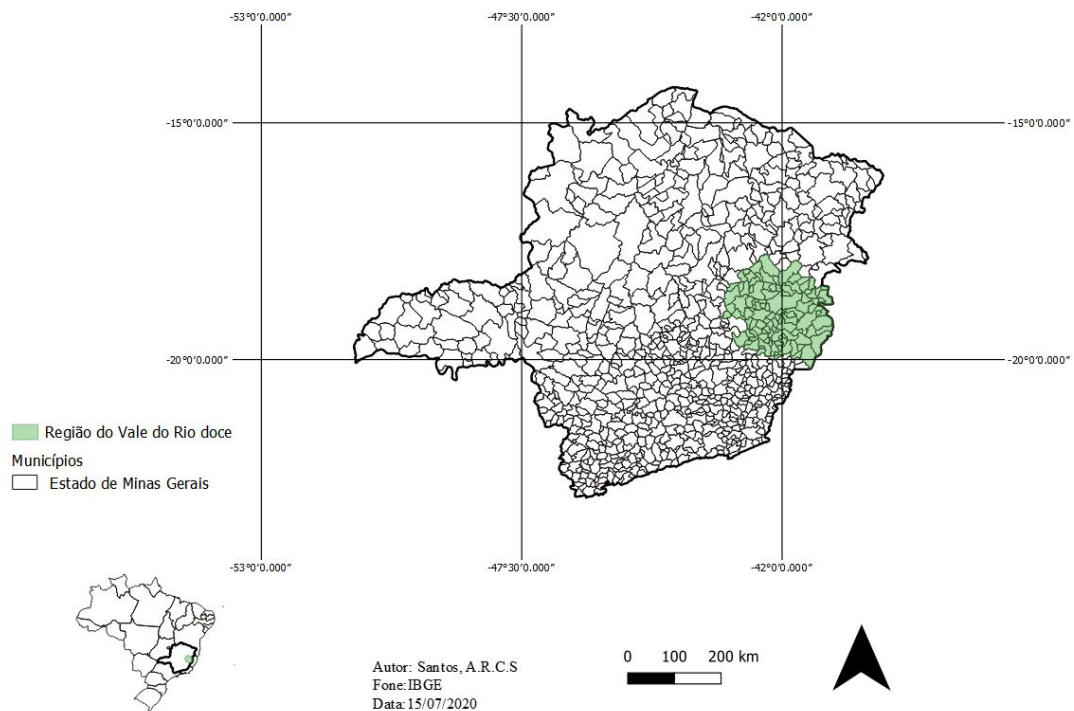 -53°0'0.000"
-47°30'0.000"
-42°0'0.000"
-15°0'0.000"
-15°0'0.000"
-20°0'0.000"
-20°0'0.000"
Região do Vale do Rio doce
Municípios
Estado de Minas Gerais
-53°0'0.000"
-47°30'0.000"
-42°0'0.000"
Autor: Santos, A.R.C.S
Fone:IBGE
Data:15/07/2020
0 100 200 km